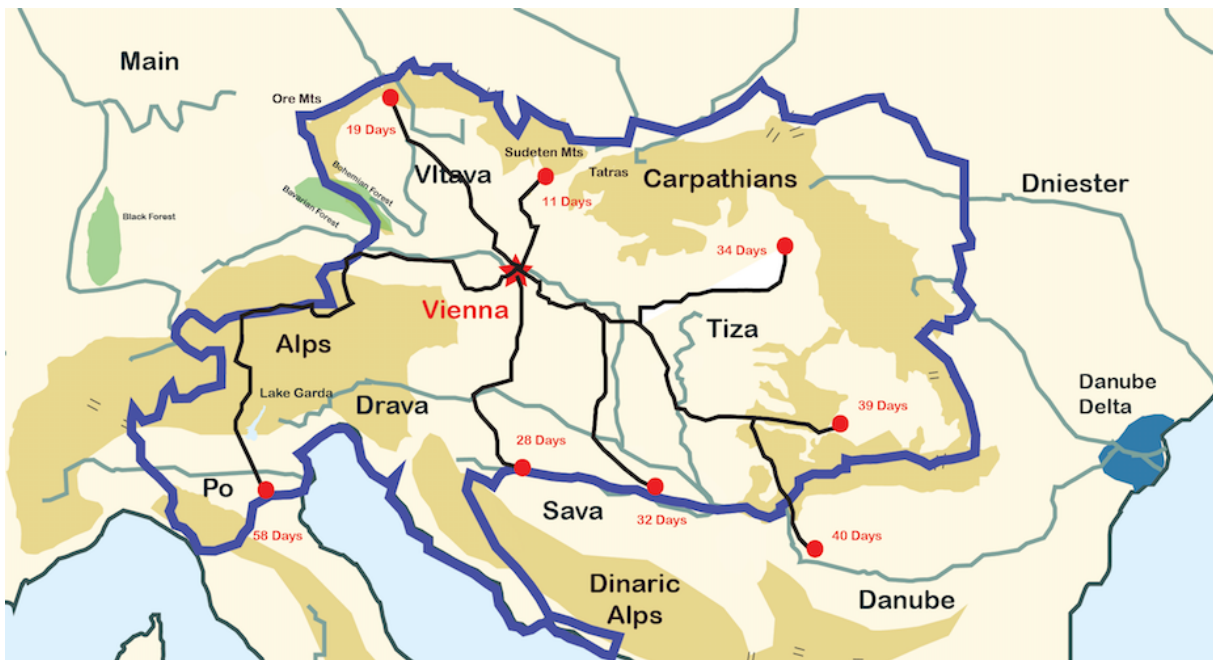 Main
Ore Mts
19 Days
Sudeten Mts
Bohemian Forest
Vltava
Tatras
Carpathians
Dniester
Bavarian Forest
11 Days
Black Forest
34 Days
Vienna
Tiza
Alps
Lake Garda
Drava
Danube
Delta
39 Days
28 Days
Po
Sava
32 Days
58 Days
40 Days
Dinaric
Alps
Danube